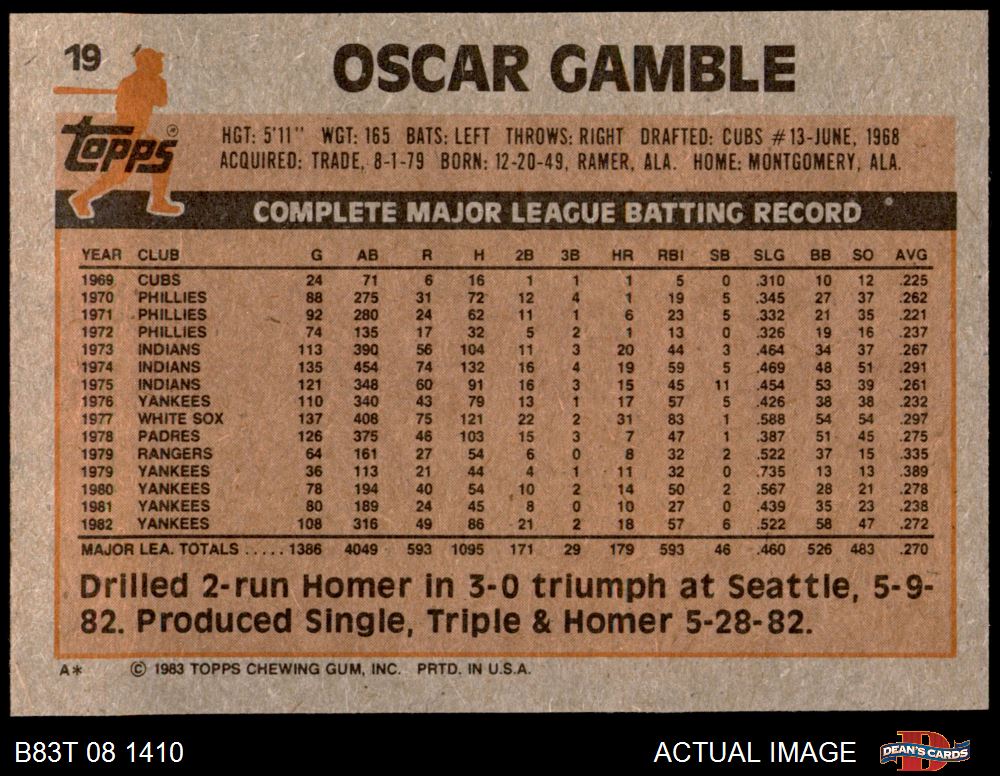 19
OSCAR GAMBLE
Topps
HGT: 5'11" WGT: 165 BATS: LEFT THROWS: RIGHT DRAFTED: CUBS #13-JUNE, 1968
ACQUIRED: TRADE, 8-1-79 BORN: 12-20-49, RAMER, ALA. HOME: MONTGOMERY, ALA.
COMPLETE MAJOR LEAGUE BATTING RECORD
YEAR CLUB G AB R H 2B 3B HR RBI SB SLG BB SO AVG
1969 CUBS 24 71 6 16 1 1 1 5 0 .310 10 12 .225
1970 PHILLIES 88 275 31 72 12 4 1 19 5 .345 27 37 .262
1971 PHILLIES 92 280 24 62 11 1 6 23 5 .332 21 35 .221
1972 PHILLIES 74 135 17 32 5 2 1 13 0 .326 19 16 .237
1973 INDIANS 113 390 56 104 11 3 20 44 3 .464 34 37 .267
1974 INDIANS 135 454 74 132 16 4 19 59 5 .469 48 51 .291
1975 INDIANS 121 348 60 91 16 3 15 45 11 .454 53 39 .261
1976 YANKEES 110 340 43 79 13 1 17 57 5 .426 38 38 .232
1977 WHITE SOX 137 408 75 121 22 2 31 83 1 .588 54 54 .297
1978 PADRES 126 375 46 103 15 3 7 47 1 .387 51 45 .275
1979 RANGERS 64 161 27 54 6 0 8 32 2 .522 37 15 .335
1979 YANKEES 36 113 21 44 4 1 11 32 0 .735 13 13 .389
1980 YANKEES 78 194 40 54 10 2 14 50 2 .567 28 21 .278
1981 YANKEES 80 189 24 45 8 0 10 27 0 .439 35 23 .238
1982 YANKEES 108 316 49 86 21 2 18 57 6 .522 58 47 .272
MAJOR LEA. TOTALS ..... 1386 4049 593 1095 171 29 179 593 46 .460 526 483 .270
Drilled 2-run Homer in 3-0 triumph at Seattle, 5-9-
82. Produced Single, Triple & Homer 5-28-82.
A* © 1983 TOPPS CHEWING GUM, INC. PRTD. IN U.S.A.
B83T 08 1410 ACTUAL IMAGE D DEAN'S CARDS